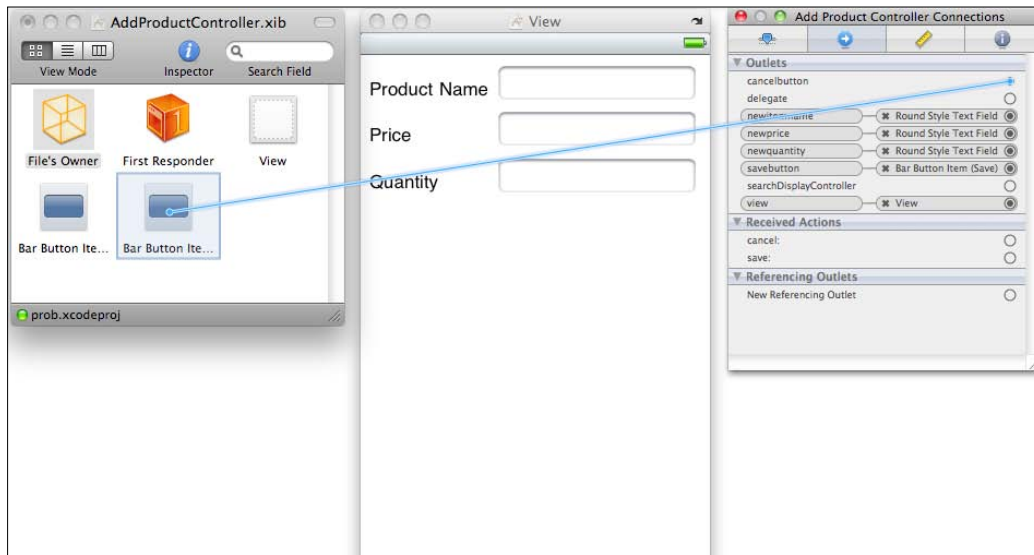 AddProductController.xib
View Mode
Inspector
Search Field
File's Owner
First Responder
View
Bar Button Ite...
Bar Button Ite...
prob.xcodeproj
View
Product Name
Price
Quantity
Add Product Controller Connections
Outlets
cancelbutton
delegate
newitemname Round Style Text Field
newprice Round Style Text Field
newquantity Round Style Text Field
savebutton Bar Button Item (Save)
searchDisplayController
view View
Received Actions
cancel:
save:
Referencing Outlets
New Referencing Outlet